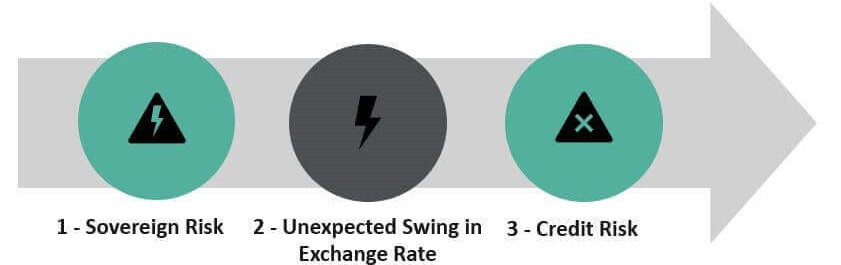 1 - Sovereign Risk
2 - Unexpected Swing in
Exchange Rate
3 - Credit Risk